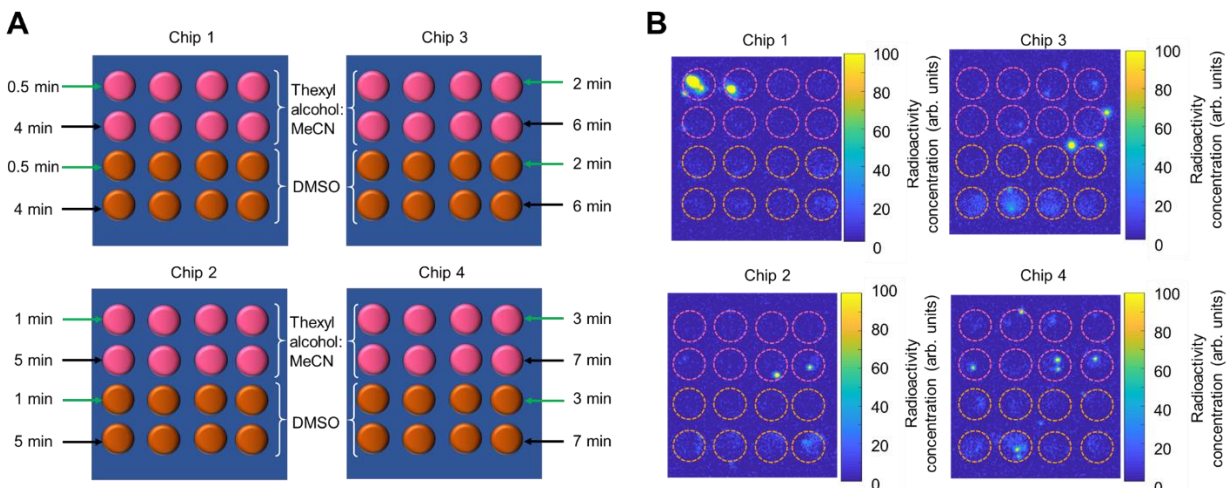 A
Chip 1
Chip 3
0.5 min
4 min
0.5 min
4 min
Thexyl
alcohol:
MeCN
DMSO
2 min
6 min
2 min
6 min
Chip 2
Chip 4
1 min
5 min
1 min
5 min
Thexyl
alcohol:
MeCN
DMSO
3 min
7 min
3 min
7 min
B
Chip 1
100
80
60
40
20
0
Radioactivity
concentration (arb. units)
Chip 3
100
80
60
40
20
0
Radioactivity
concentration (arb. units)
Chip 2
100
80
60
40
20
0
Radioactivity
concentration (arb. units)
Chip 4
100
80
60
40
20
0
Radioactivity
concentration (arb. units)